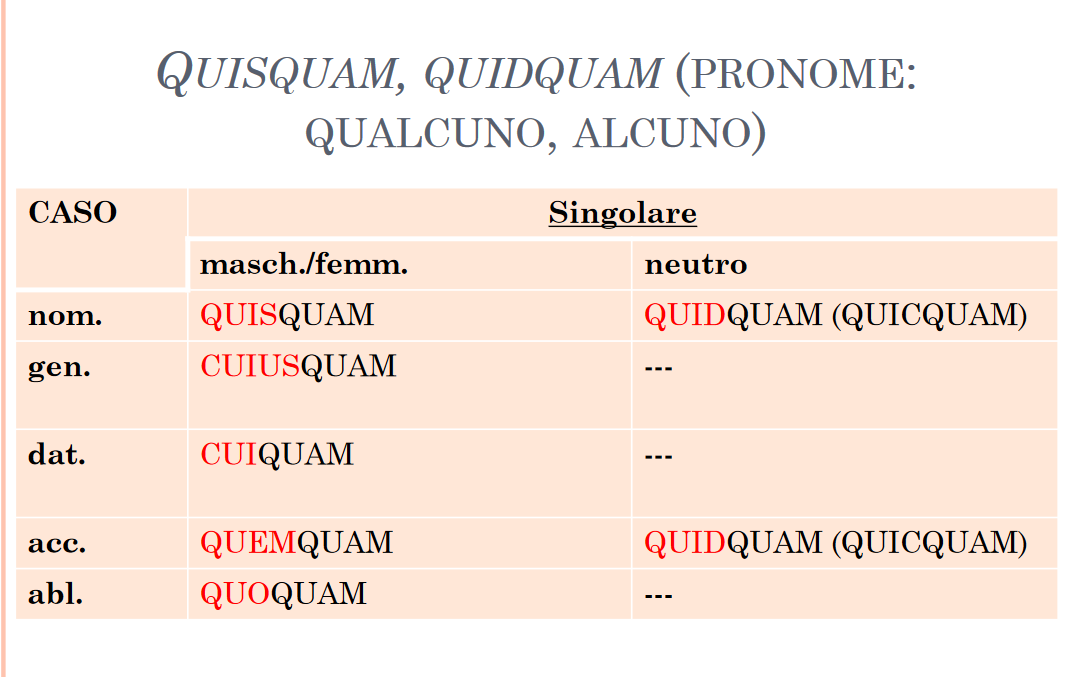 QUISQUAM, QUIDQUAM (PRONOME:
QUALCUNO, ALCUNO)
CASO Singolare
masch./femm. neutro
nom. QUISQUAM QUIDQUAM (QUICQUAM)
gen. CUIUSQUAM ---
dat. CUIQUAM ---
acc. QUEMQUAM QUIDQUAM (QUICQUAM)
abl. QUOQUAM ---